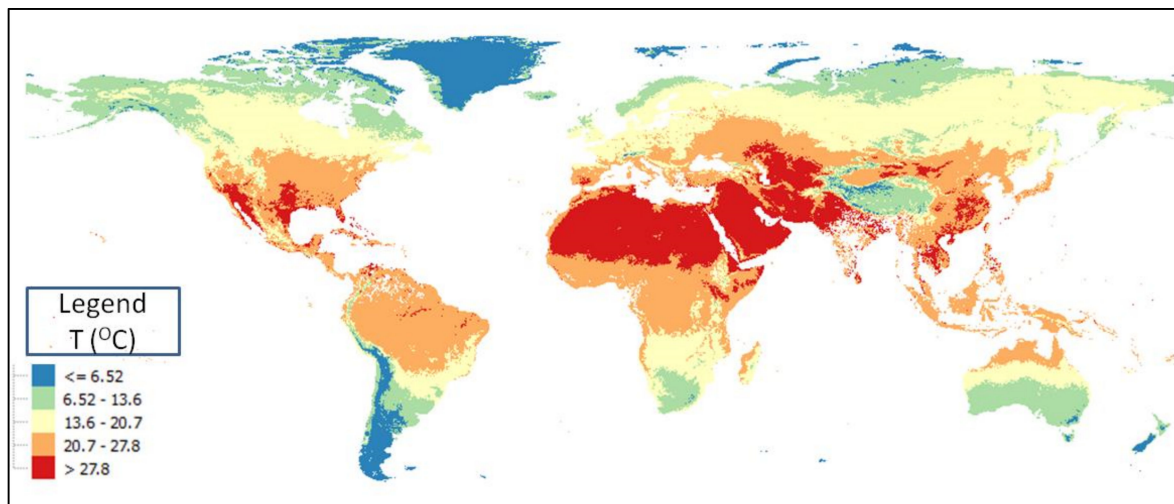 Legend
T (ᴼC)
<= 6.52
6.52 - 13.6
13.6 - 20.7
20.7 - 27.8
> 27.8